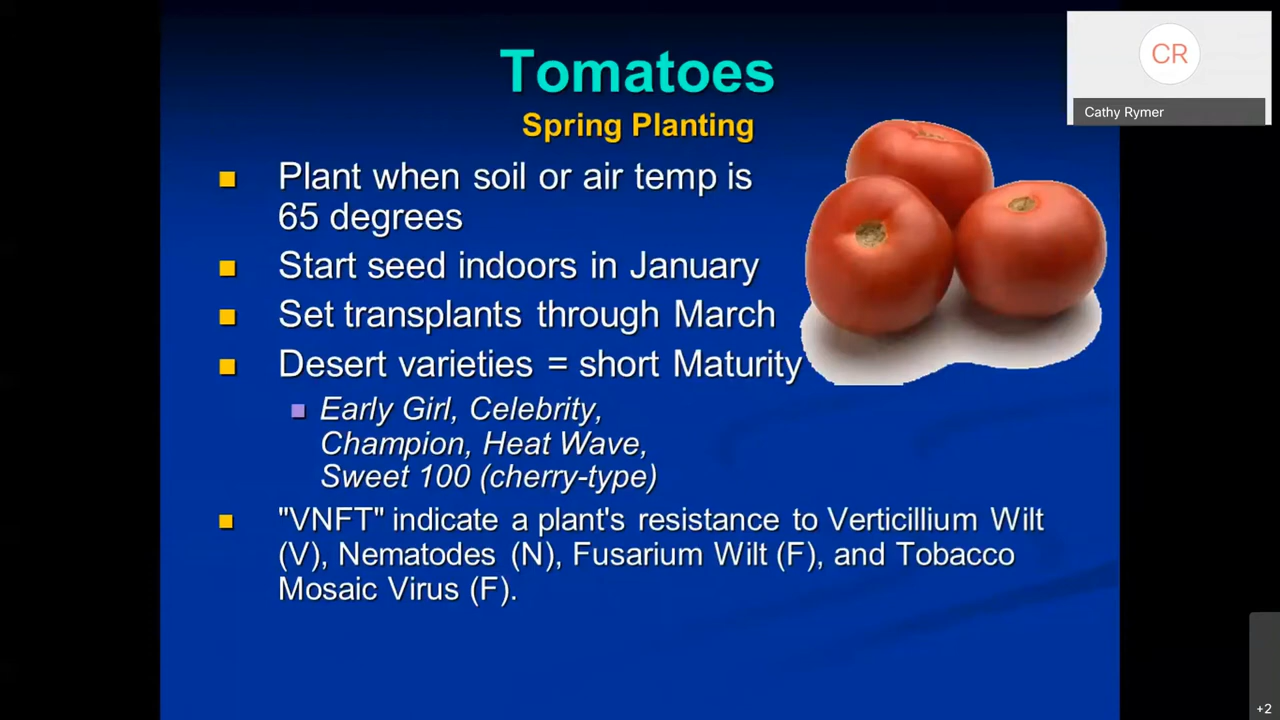 Tomatoes
Spring Planting
Plant when soil or air temp is
65 degrees
Start seed indoors in January
Set transplants through March
Desert varieties = short Maturity
Early Girl, Celebrity,
Champion, Heat Wave,
Sweet 100 (cherry-type)
"VNFT" indicate a plant's resistance to Verticillium Wilt
(V), Nematodes (N), Fusarium Wilt (F), and Tobacco
Mosaic Virus (F).
CR
Cathy Rymer
+2